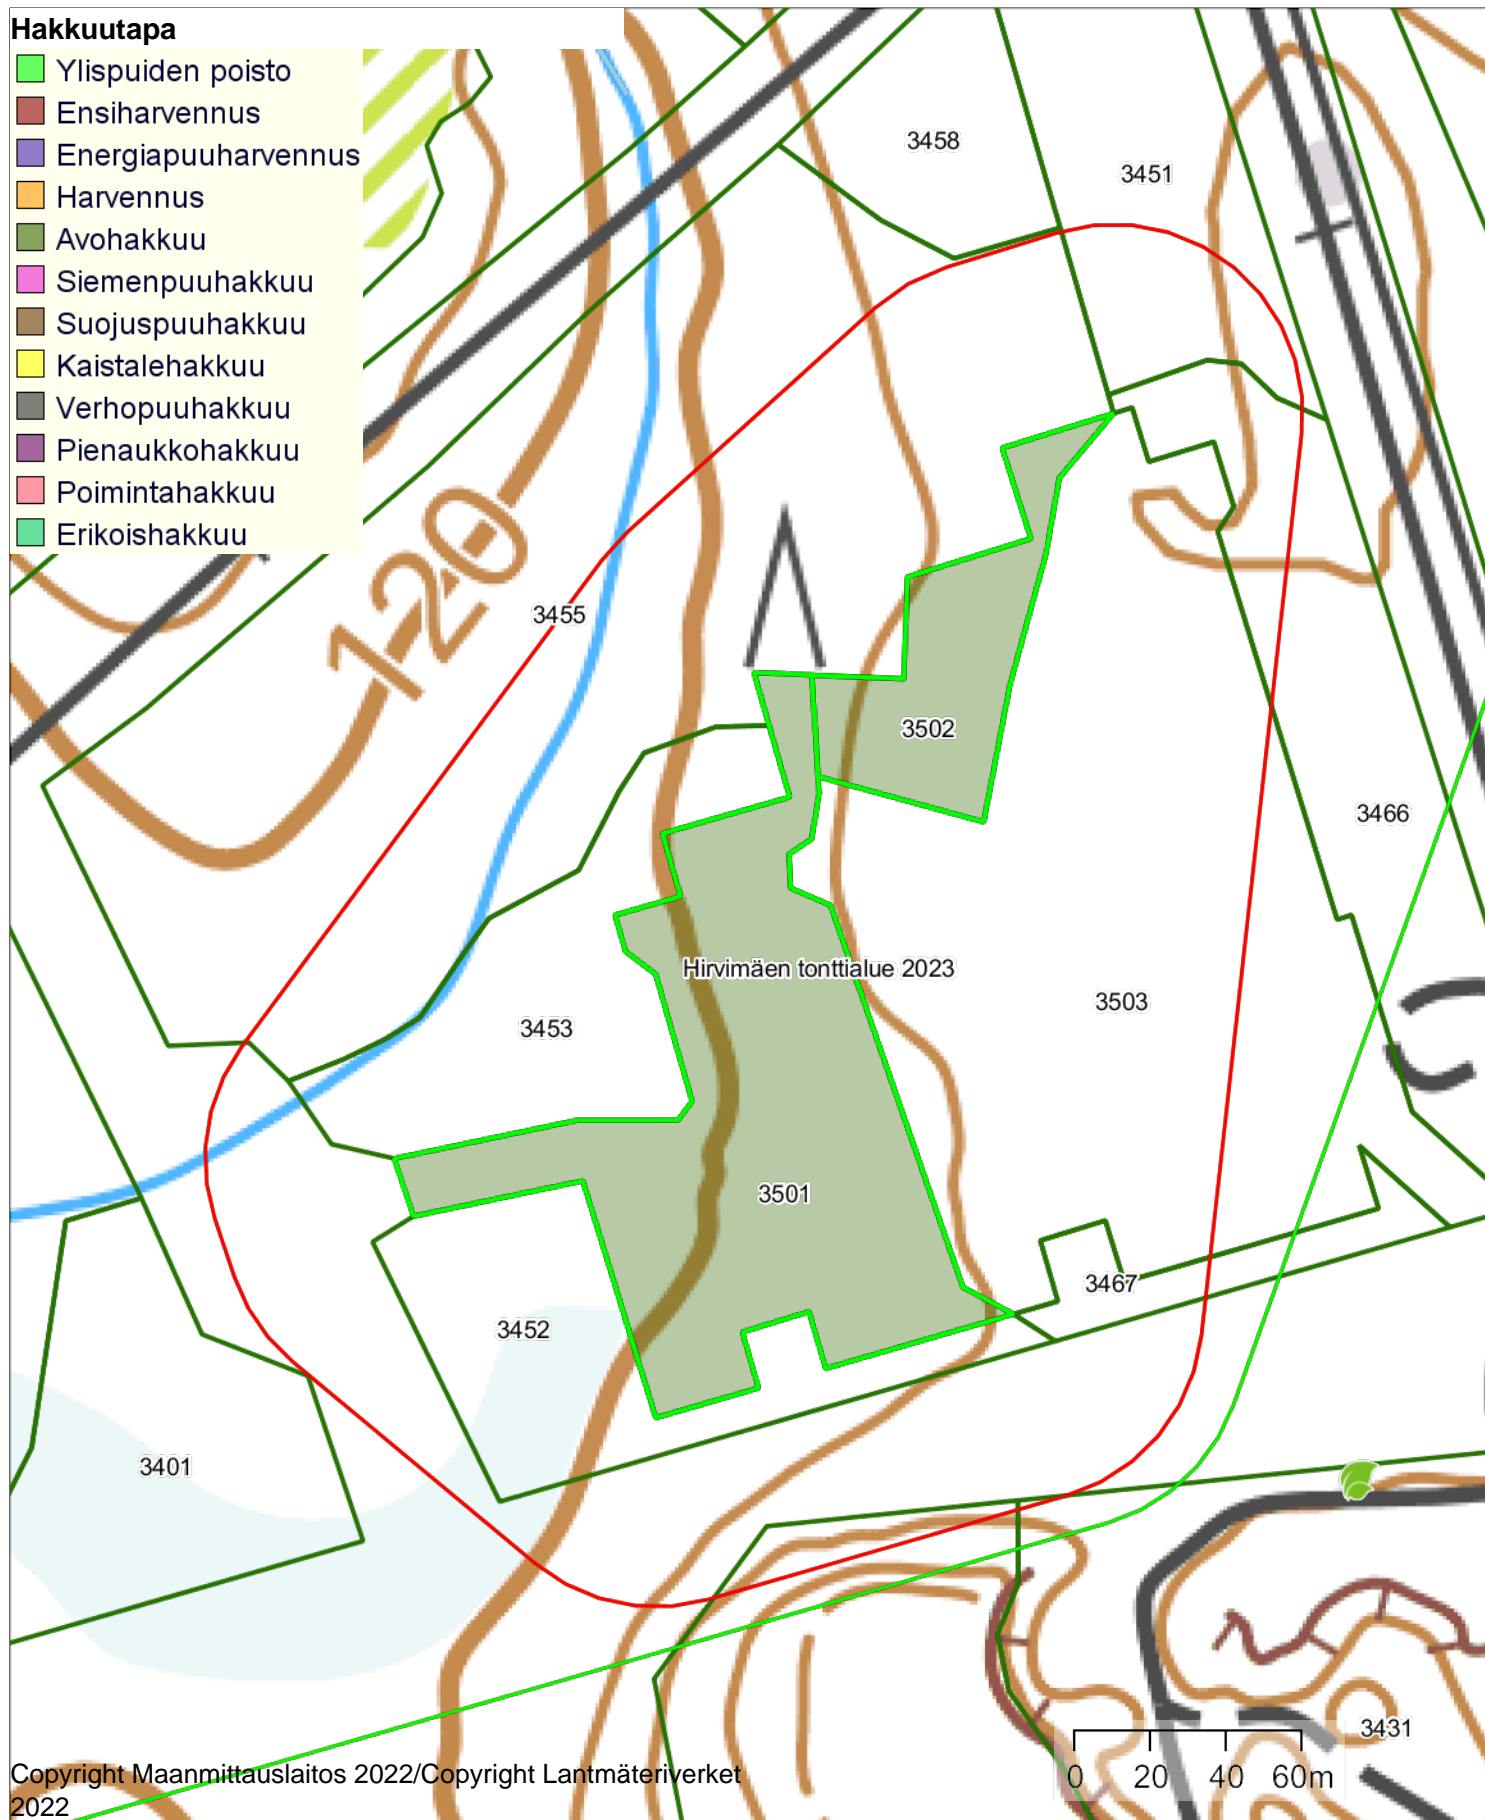 Hakkuutapa
Ylispuiden poisto
Ensiharvennus
Energiapuuharvennus
Harvennus
Avohakkuu
Siemenpuuhakkuu
Suojuspuuhakkuu
Kaistalehakkuu
Verhopuuhakkuu
Pienaukkohakkuu
Poimintahakkuu
Erikoishakkuu
3458
3451
120
3455
3502
3466
Hirvimäen tonttialue 2023
3503
3453
3501
3467
3452
3401
3431
0 20 40 60m
Copyright Maanmittauslaitos 2022/Copyright Lantmäteriverket
2022